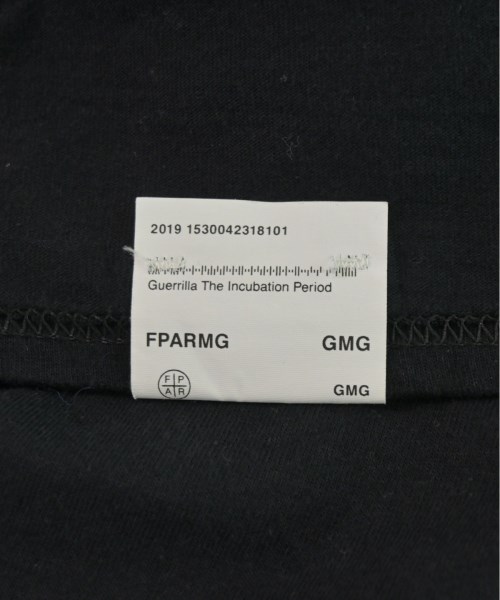 2019 1530042318101
Guerrilla The Incubation Period
FPARMG GMG
F P
A R
GMG